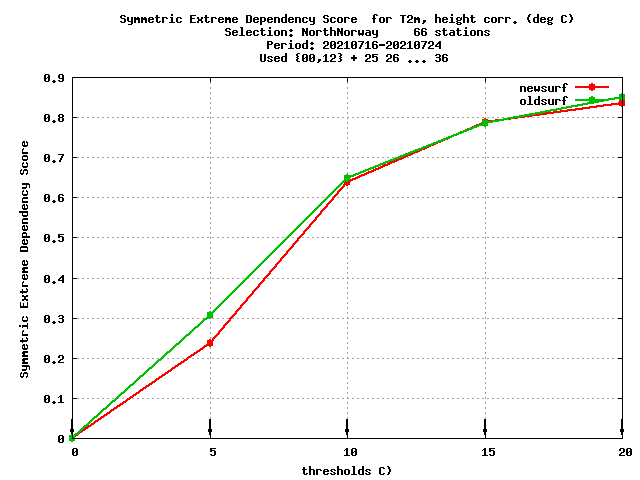 Symmetric Extreme Dependency Score  for T2m, height corr. (deg C)
Selection: NorthNorway     66 stations
Period: 20210716-20210724
Used {00,12} + 25 26 ... 36
newsurf
oldsurf
Symmetric Extreme Dependency Score
0.9
0.8
0.7
0.6
0.5
0.4
0.3
0.2
0.1
0
0 5 10 15 20
thresholds C)